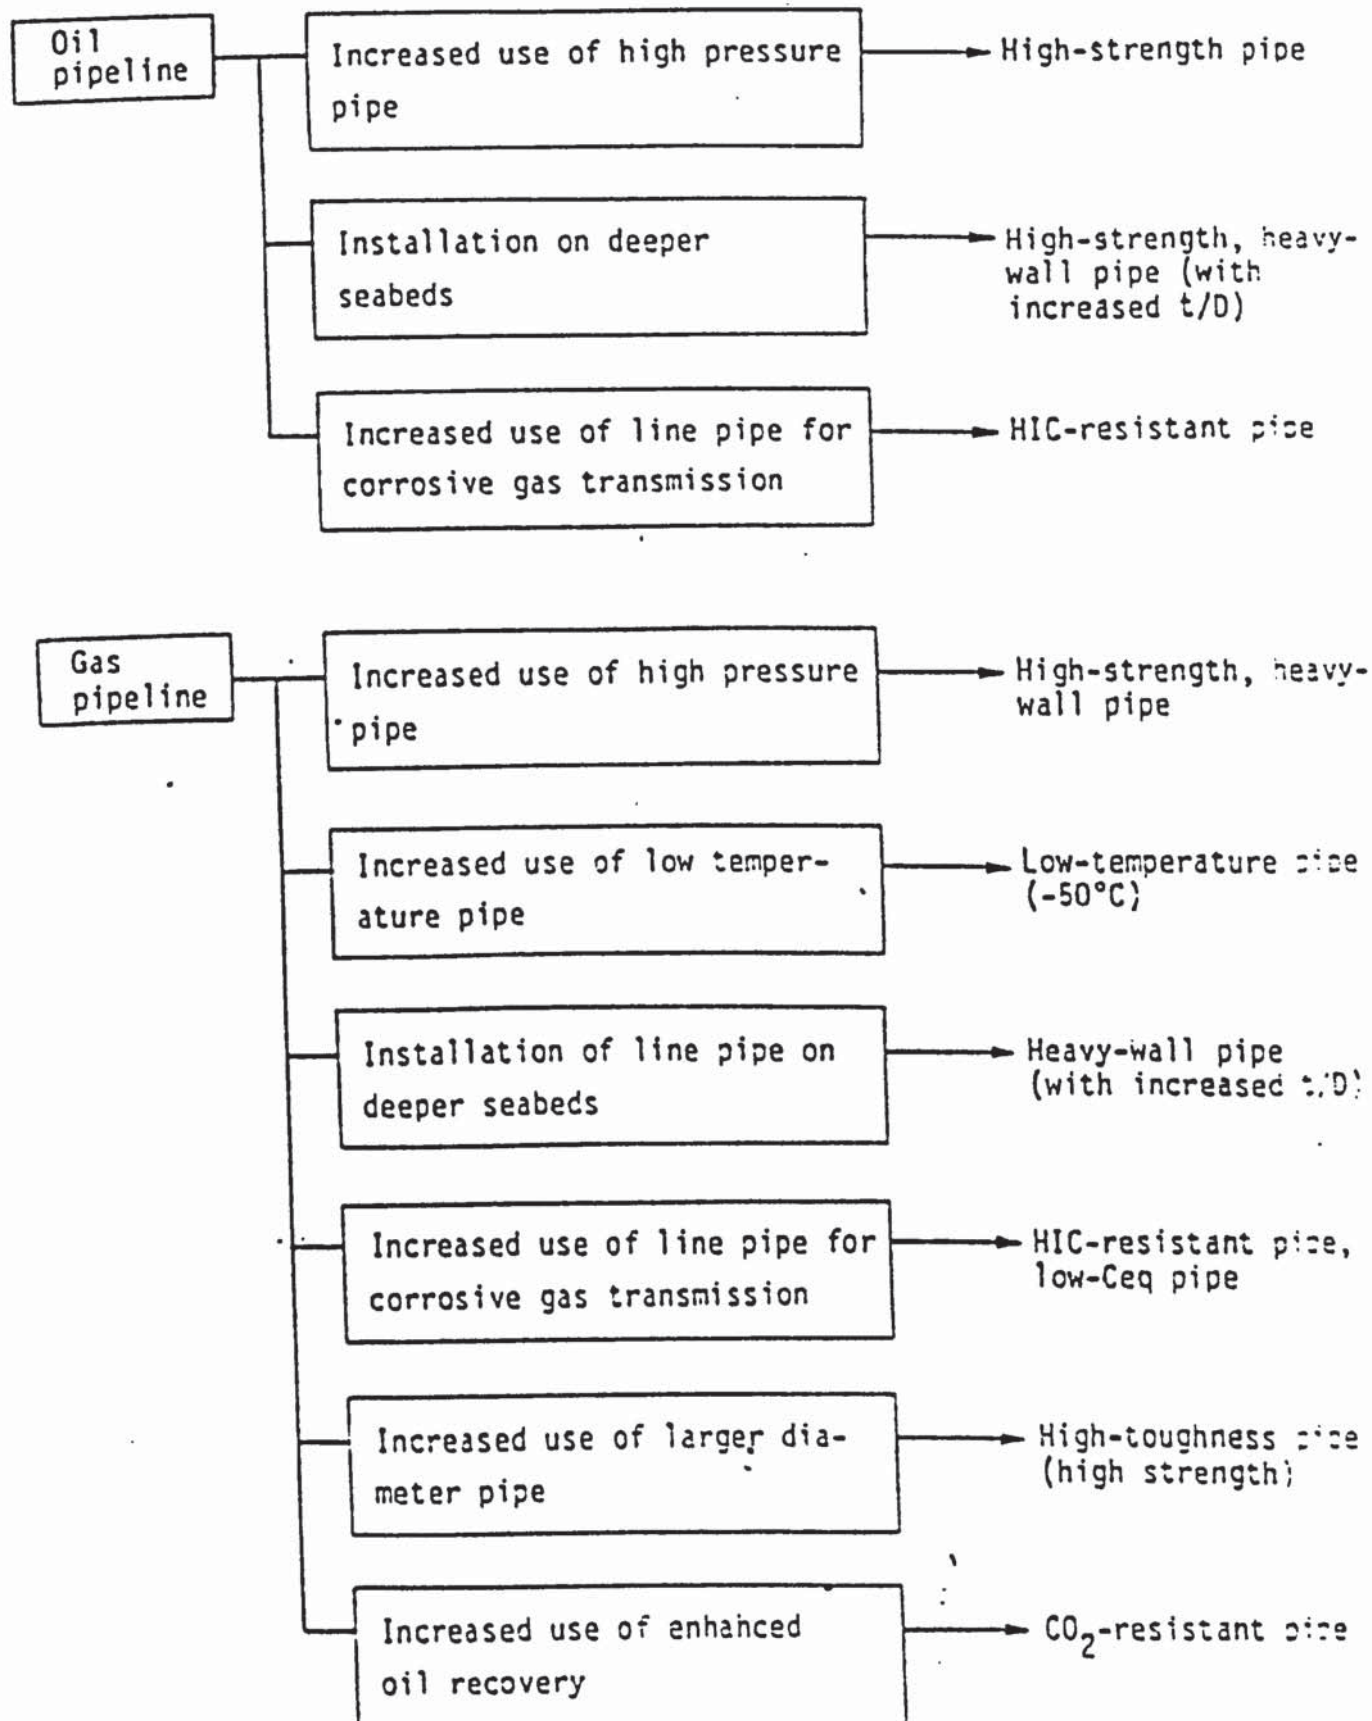 Oil
pipeline
Increased use of high pressure
pipe
High-strength pipe
Installation on deeper
seabeds
High-strength, heavy-
wall pipe (with
increased t/D)
Increased use of line pipe for
corrosive gas transmission
HIC-resistant pipe
Gas
pipeline
Increased use of high pressure
pipe
High-strength, heavy-
wall pipe
Increased use of low temper-
ature pipe
Low-temperature pipe
(-50°C)
Installation of line pipe on
deeper seabeds
Heavy-wall pipe
(with increased t/D)
Increased use of line pipe for
corrosive gas transmission
HIC-resistant pipe,
low-Ceq pipe
Increased use of larger dia-
meter pipe
High-toughness pipe
(high strength)
Increased use of enhanced
oil recovery
CO₂-resistant pipe